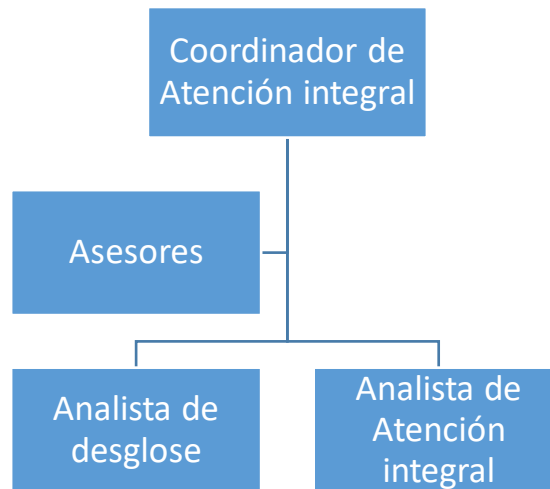 Coordinador de
Atención integral
Asesores
Analista de
desglose
Analista de
Atención
integral